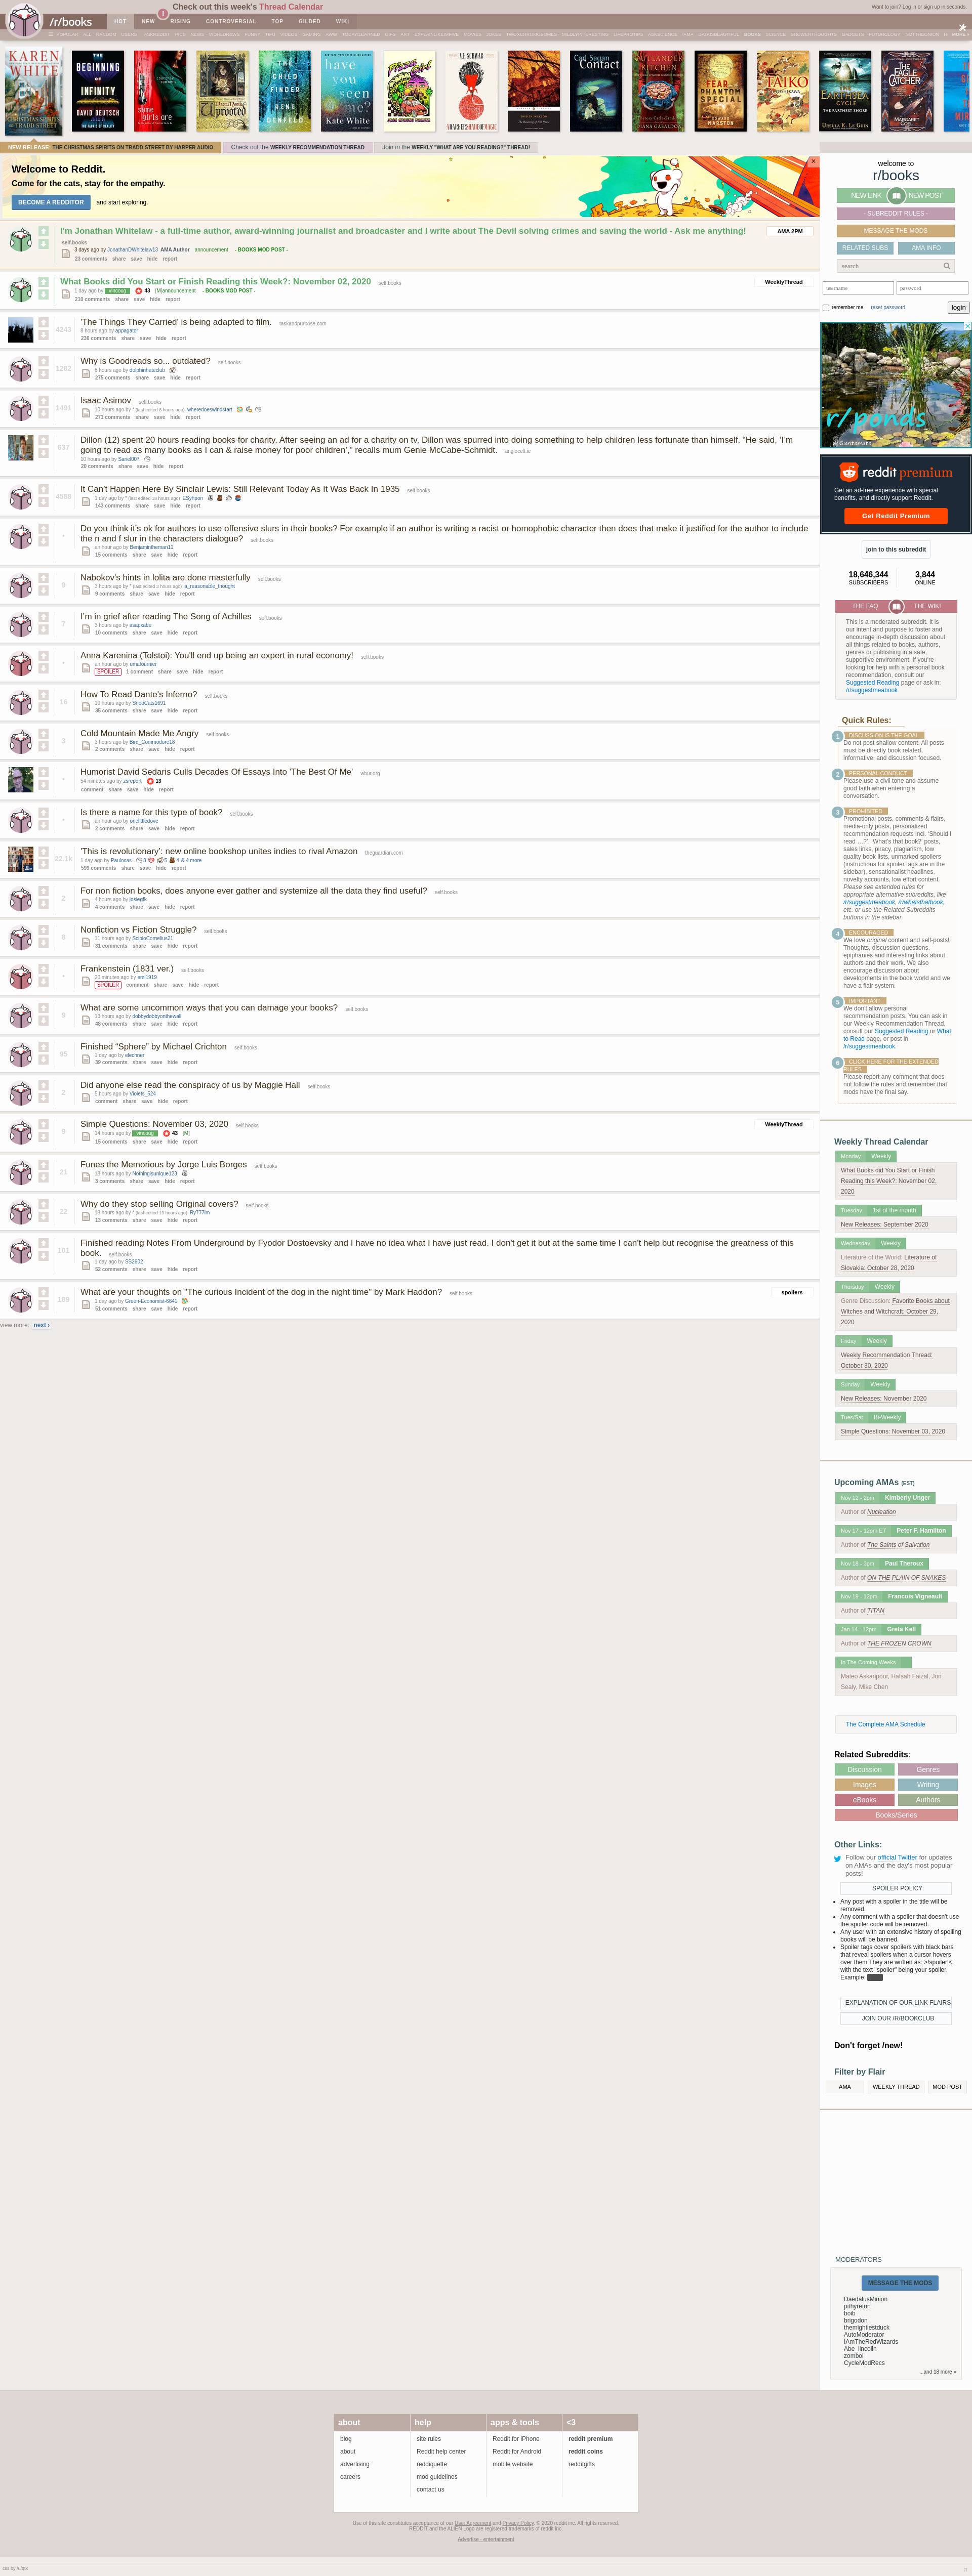 Check out this week's Thread Calendar
Want to join? Log in or sign up in seconds.
/r/books
HOT NEW RISING CONTROVERSIAL TOP GILDED WIKI
NEW RELEASE: THE CHRISTMAS SPIRITS ON TRADD STREET BY HARPER AUDIO
Check out the WEEKLY RECOMMENDATION THREAD
Join in the WEEKLY "WHAT ARE YOU READING?" THREAD!
Welcome to Reddit.
Come for the cats, stay for the empathy.
BECOME A REDDITOR and start exploring.
I'm Jonathan Whitelaw - a full-time author, award-winning journalist and broadcaster and I write about The Devil solving crimes and saving the world - Ask me anything!
AMA 2PM
self.books
3 days ago by JonathanDWhitelaw13 AMA Author announcement - BOOKS MOD POST -
23 comments share save hide report
What Books did You Start or Finish Reading this Week?: November 02, 2020 self.books
WeeklyThread
210 comments share save hide report
4243
'The Things They Carried' is being adapted to film. taskandpurpose.com
8 hours ago by appagator
236 comments share save hide report
1282
Why is Goodreads so... outdated? self.books
9 hours ago by dolphinhateclub
275 comments share save hide report
1491
Isaac Asimov self.books
10 hours ago by * (last edited 8 hours ago) wheredoeswindstart
271 comments share save hide report
637
Dillon (12) spent 20 hours reading books for charity. After seeing an ad for a charity on tv, Dillon was spurred into doing something to help children less fortunate than himself. “He said, ‘I’m
going to read as many books as I can & raise money for poor children’,” recalls mum Genie McCabe-Schmidt. anglocelt.ie
10 hours ago by Sariel007
20 comments share save hide report
4588
It Can't Happen Here By Sinclair Lewis: Still Relevant Today As It Was Back In 1935 self.books
143 comments share save hide report
Do you think it's ok for authors to use offensive slurs in their books? For example if an author is writing a racist or homophobic character then does that make it justified for the author to include
the n and f slur in the characters dialogue? self.books
an hour ago by Benjamintheman11
15 comments share save hide report
9
Nabokov's hints in lolita are done masterfully self.books
3 hours ago by * (last edited 3 hours ago) a_reasonable_thought
9 comments share save hide report
7
I'm in grief after reading The Song of Achilles self.books
3 hours ago by asapxabe
10 comments share save hide report
Anna Karenina (Tolstoi): You'll end up being an expert in rural economy! self.books
an hour ago by umafournier
SPOILER 1 comment share save hide report
16
How To Read Dante's Inferno? self.books
10 hours ago by SnooCats1691
35 comments share save hide report
3
Cold Mountain Made Me Angry self.books
3 hours ago by Bird_Commodore18
2 comments share save hide report
Humorist David Sedaris Culls Decades Of Essays Into 'The Best Of Me' wbur.org
54 minutes ago by zsreport 13
comment share save hide report
Is there a name for this type of book? self.books
an hour ago by onelittledove
2 comments share save hide report
22.1k
'This is revolutionary': new online bookshop unites indies to rival Amazon theguardian.com
1 day ago by Paulocas 3 5 4 & 4 more
599 comments share save hide report
2
For non fiction books, does anyone ever gather and systemize all the data they find useful? self.books
4 hours ago by josiegfk
4 comments share save hide report
8
Nonfiction vs Fiction Struggle? self.books
11 hours ago by ScipioCornelius21
31 comments share save hide report
Frankenstein (1831 ver.) self.books
20 minutes ago by emi1919
SPOILER comment share save hide report
9
What are some uncommon ways that you can damage your books? self.books
13 hours ago by dobbydobbyonthewall
48 comments share save hide report
95
Finished “Sphere” by Michael Crichton self.books
1 day ago by elechner
39 comments share save hide report
2
Did anyone else read the conspiracy of us by Maggie Hall self.books
5 hours ago by Violets_524
comment share save hide report
9
Simple Questions: November 03, 2020 self.books
WeeklyThread
15 comments share save hide report
21
Funes the Memorious by Jorge Luis Borges self.books
18 hours ago by Nothingisunique123
3 comments share save hide report
22
Why do they stop selling Original covers? self.books
18 hours ago by * (last edited 18 hours ago) Ry777sm
13 comments share save hide report
101
Finished reading Notes From Underground by Fyodor Dostoevsky and I have no idea what I have just read. I don't get it but at the same time I can't help but recognise the greatness of this
book. self.books
1 day ago by SS2602
52 comments share save hide report
189
What are your thoughts on "The curious Incident of the dog in the night time" by Mark Haddon? self.books
spoilers
1 day ago by Green-Economist-6641
51 comments share save hide report
view more: next ›
welcome to
r/books
NEW LINK NEW POST
- SUBREDDIT RULES -
- MESSAGE THE MODS -
RELATED SUBS AMA INFO
search
username password
remember me reset password login
r/ponds
reddit premium
Get an ad-free experience with special
benefits, and directly support Reddit.
Get Reddit Premium
join to this subreddit
18,646,344 3,844
SUBSCRIBERS ONLINE
THE FAQ THE WIKI
This is a moderated subreddit. It is
our intent and purpose to foster and
encourage in-depth discussion about
all things related to books, authors,
genres or publishing in a safe,
supportive environment. If you're
looking for help with a personal book
recommendation, consult our
Suggested Reading page or ask in:
/r/suggestmeabook
Quick Rules:
1 DISCUSSION IS THE GOAL
Do not post shallow content. All posts
must be directly book related,
informative, and discussion focused.
2 PERSONAL CONDUCT
Please use a civil tone and assume
good faith when entering a
conversation.
3 PROHIBITED
Promotional posts, comments & flairs,
media-only posts, personalized
recommendation requests incl. 'Should I
read …?', 'What's that book?' posts,
sales links, piracy, plagiarism, low
quality book lists, unmarked spoilers
(instructions for spoiler tags are in the
sidebar), sensationalist headlines,
novelty accounts, low effort content.
Please see extended rules for
appropriate alternative subreddits, like
/r/suggestmeabook, /r/whatsthatbook,
etc. or use the Related Subreddits
buttons in the sidebar.
4 ENCOURAGED
We love original content and self-posts!
Thoughts, discussion questions,
epiphanies and interesting links about
authors and their work. We also
encourage discussion about
developments in the book world and we
have a flair system.
5 IMPORTANT
We don't allow personal
recommendation posts. You can ask in
our Weekly Recommendation Thread,
consult our Suggested Reading or What
to Read page, or post in
/r/suggestmeabook.
6 CLICK HERE FOR THE EXTENDED
RULES
Please report any comment that does
not follow the rules and remember that
mods have the final say.
Weekly Thread Calendar
Monday Weekly
What Books did You Start or Finish
Reading this Week?: November 02,
2020
Tuesday 1st of the month
New Releases: September 2020
Wednesday Weekly
Literature of the World: Literature of
Slovakia: October 28, 2020
Thursday Weekly
Genre Discussion: Favorite Books about
Witches and Witchcraft: October 29,
2020
Friday Weekly
Weekly Recommendation Thread:
October 30, 2020
Sunday Weekly
New Releases: November 2020
Tues/Sat Bi-Weekly
Simple Questions: November 03, 2020
Upcoming AMAs (EST)
Nov 12 - 2pm Kimberly Unger
Author of Nucleation
Nov 17 - 12pm ET Peter F. Hamilton
Author of The Saints of Salvation
Nov 18 - 3pm Paul Theroux
Author of ON THE PLAIN OF SNAKES
Nov 19 - 12pm Francois Vigneault
Author of TITAN
Jan 14 - 12pm Greta Kell
Author of THE FROZEN CROWN
In The Coming Weeks
Mateo Askaripour, Hafsah Faizal, Jon
Sealy, Mike Chen
The Complete AMA Schedule
Related Subreddits:
Discussion Genres
Images Writing
eBooks Authors
Books/Series
Other Links:
Follow our official Twitter for updates
on AMAs and the day's most popular
posts!
SPOILER POLICY:
Any post with a spoiler in the title will be
removed.
Any comment with a spoiler that doesn't use
the spoiler code will be removed.
Any user with an extensive history of spoiling
books will be banned.
Spoiler tags cover spoilers with black bars
that reveal spoilers when a cursor hovers
over them They are written as: >!spoiler!<
with the text "spoiler" being your spoiler.
Example:
EXPLANATION OF OUR LINK FLAIRS
JOIN OUR /R/BOOKCLUB
Don't forget /new!
Filter by Flair
AMA WEEKLY THREAD MOD POST
MODERATORS
MESSAGE THE MODS
DaedalusMinion
pithyretort
boib
brigodon
thewhitestduck
AutoModerator
IAmTheRedWizards
Abe_lincolin
zomboi
CycleModRecs
...and 18 more »
about help apps & tools <3
blog site rules Reddit for iPhone reddit premium
about Reddit help center Reddit for Android reddit coins
advertising reddiquette mobile website redditgifts
careers mod guidelines
contact us
Use of this site constitutes acceptance of our User Agreement and Privacy Policy. © 2020 reddit inc. All rights reserved.
REDDIT and the ALIEN Logo are registered trademarks of reddit inc.
Advertise - entertainment